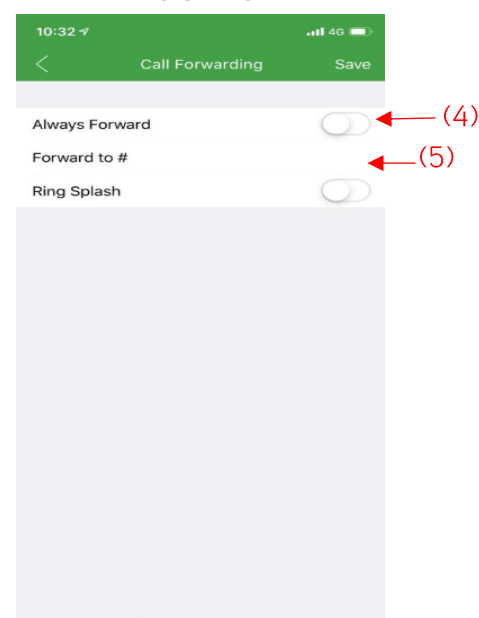 10:32 4G
Call Forwarding Save
Always Forward (4)
Forward to # (5)
Ring Splash